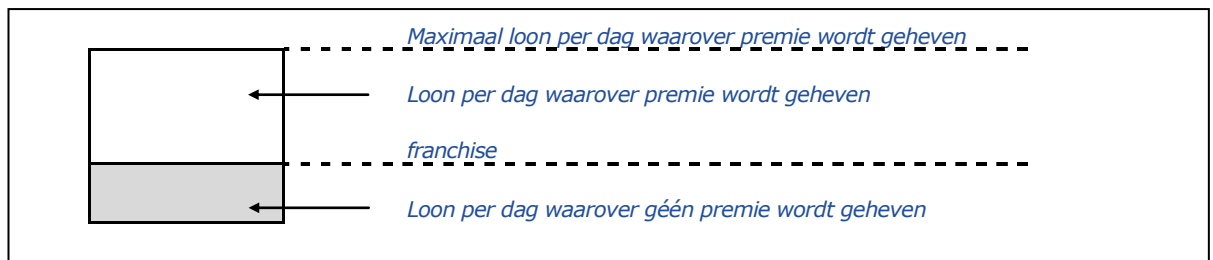 Maximaal loon per dag waarover premie wordt geheven
Loon per dag waarover premie wordt geheven
franchise
Loon per dag waarover géén premie wordt geheven